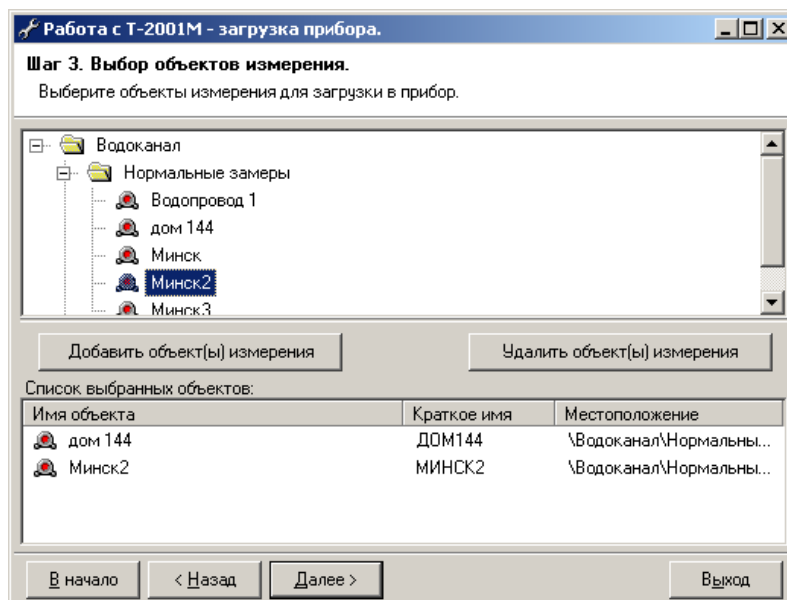 Работа с Т-2001М - загрузка прибора.
Шаг 3. Выбор объектов измерения.
Выберите объекты измерения для загрузки в прибор.
Водоканал
Нормальные замеры
Водопровод 1
дом 144
Минск
Минск2
Минск3
Добавить объект(ы) измерения Удалить объект(ы) измерения
Список выбранных объектов:
Имя объекта Краткое имя Местоположение
дом 144 ДОМ144 \Водоканал\Нормальны...
Минск2 МИНСК2 \Водоканал\Нормальны...
В начало < Назад Далее > Выход